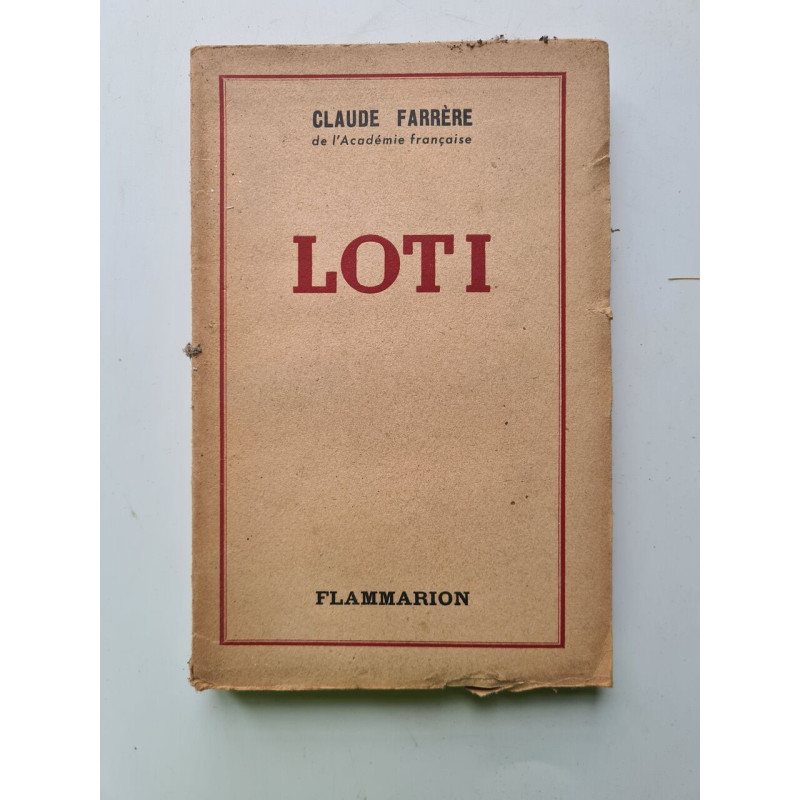 CLAUDE FARRÈRE
de l'Académie française
LOTI
FLAMMARION